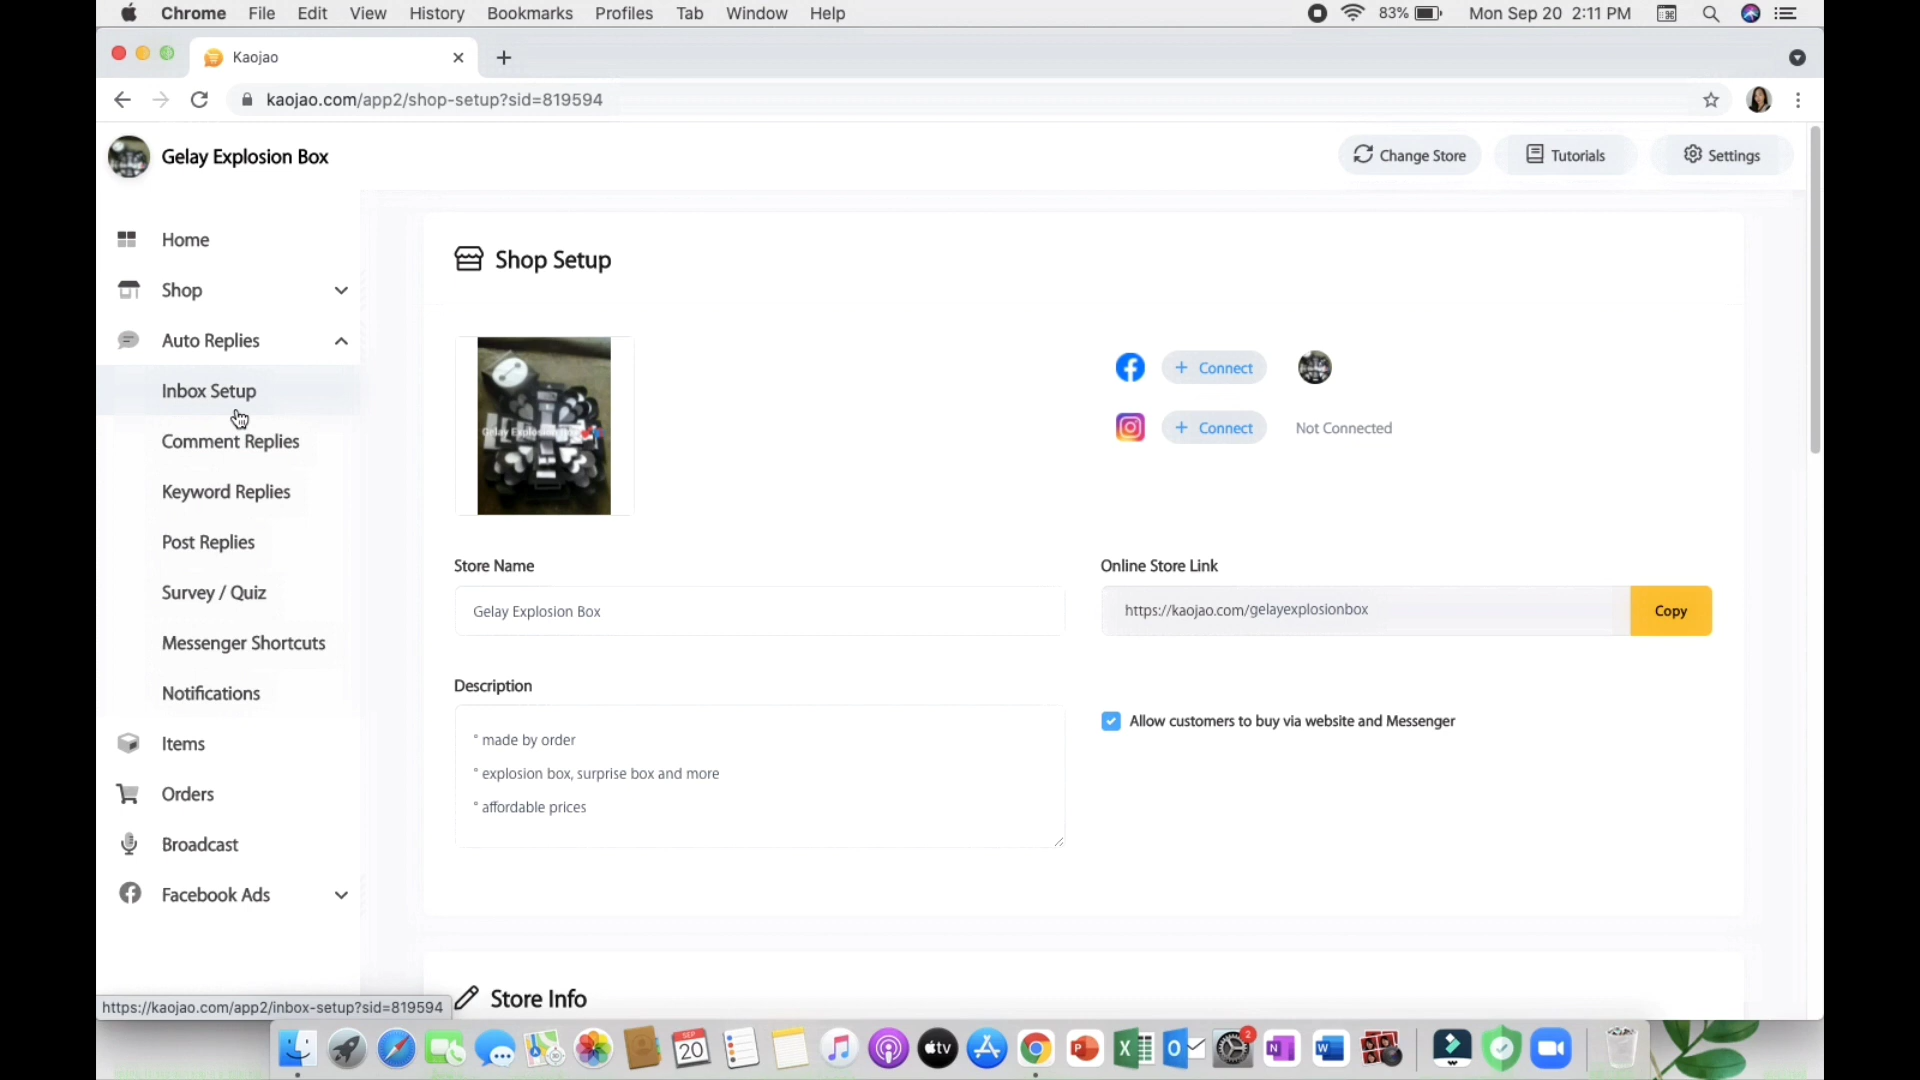 Chrome File Edit View History Bookmarks Profiles Tab Window Help 83% Mon Sep 20 2:11 PM
Kaojao
kaojao.com/app2/shop-setup?sid=819594
Gelay Explosion Box
Change Store
Tutorials
Settings
Home
Shop
Auto Replies
Inbox Setup
Comment Replies
Keyword Replies
Post Replies
Survey / Quiz
Messenger Shortcuts
Notifications
Items
Orders
Broadcast
Facebook Ads
Shop Setup
+ Connect
+ Connect Not Connected
Store Name
Gelay Explosion Box
Online Store Link
https://kaojao.com/gelayexplosionbox
Copy
Description
° made by order
° explosion box, surprise box and more
° affordable prices
Allow customers to buy via website and Messenger
Store Info
https://kaojao.com/app2/inbox-setup?sid=819594
SEP
20
tv
P
X
O
2
N
W